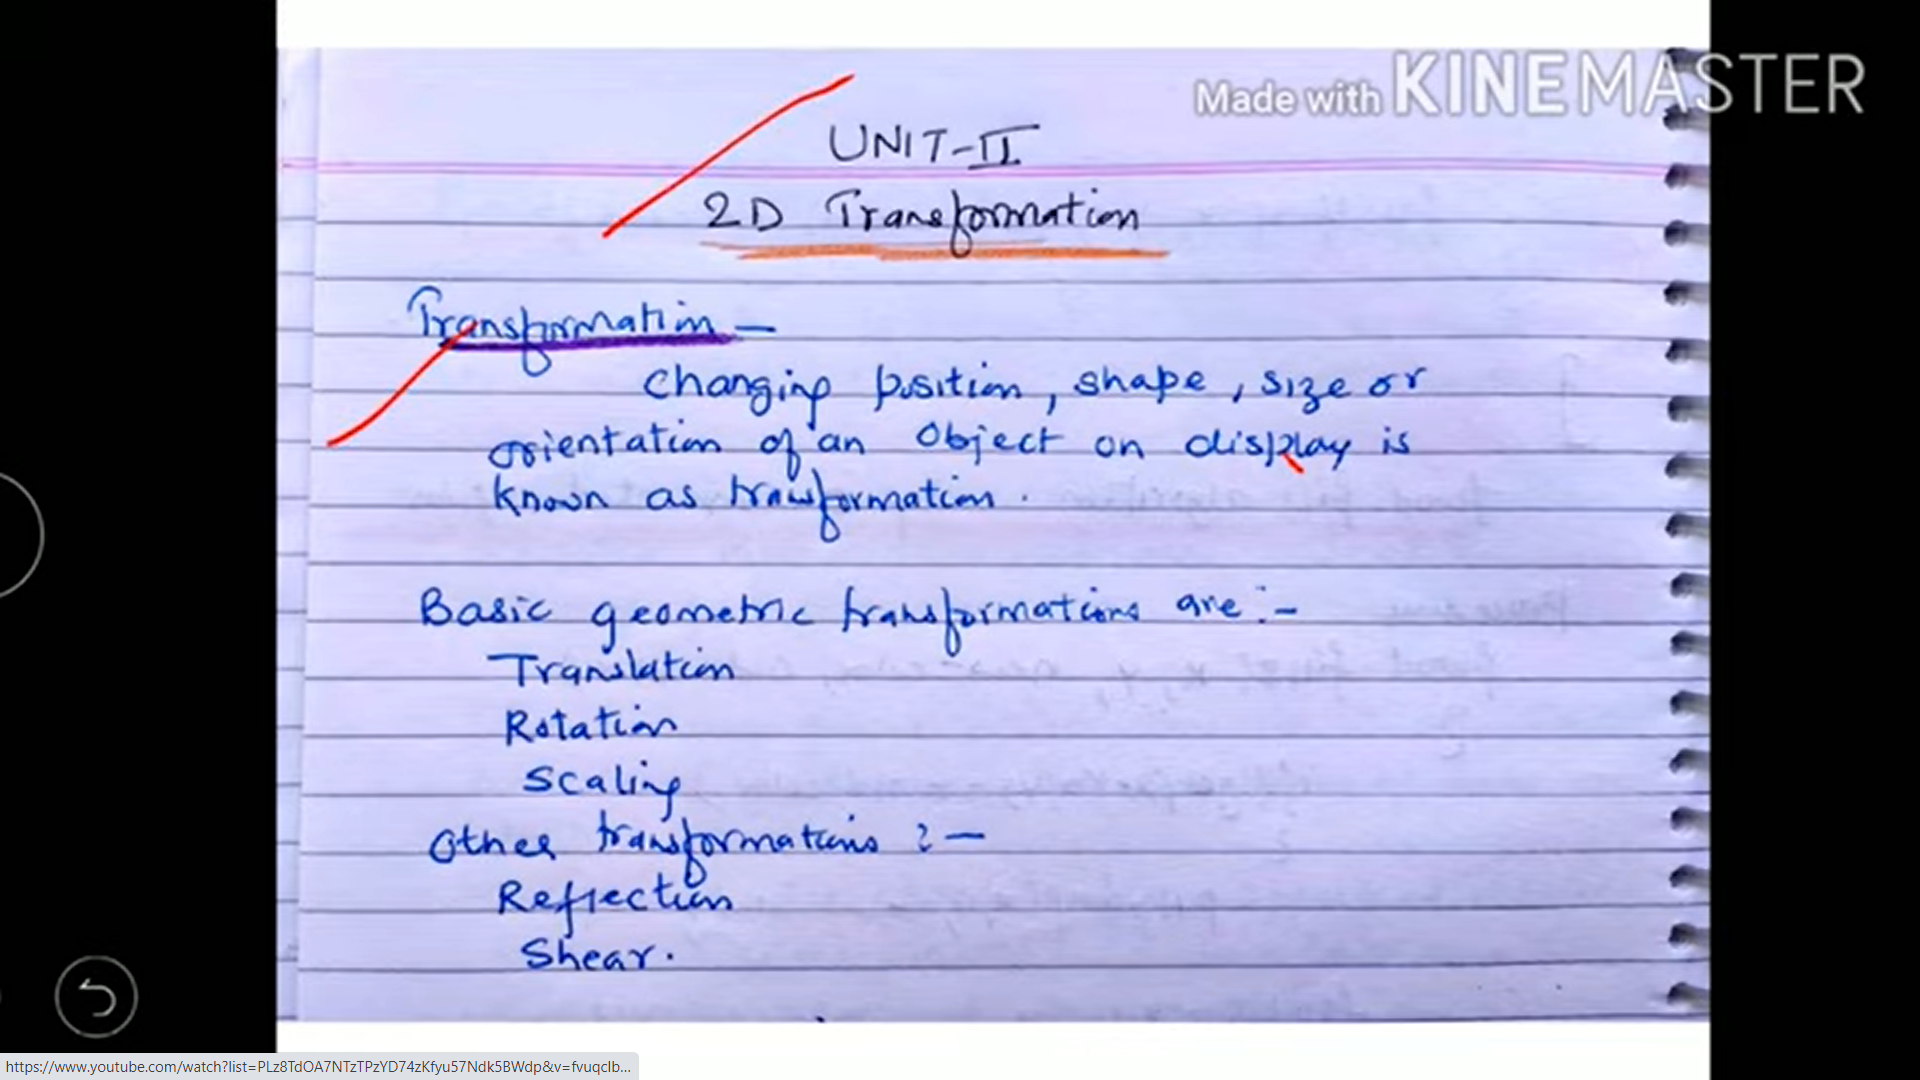 Made with KINEMASTER
UNIT-II
2D Transformation
Transformation -
Changing position, shape, size or
orientation of an Object on display is
known as transformation.
Basic geometric transformations are :-
Translation
Rotation
Scaling
Other transformations :-
Reflection
Shear.
https://www.youtube.com/watch?list=PLz8TdOA7NTzTPzYD74zKfyu57Ndk5BWdp&v=fvuqclb...